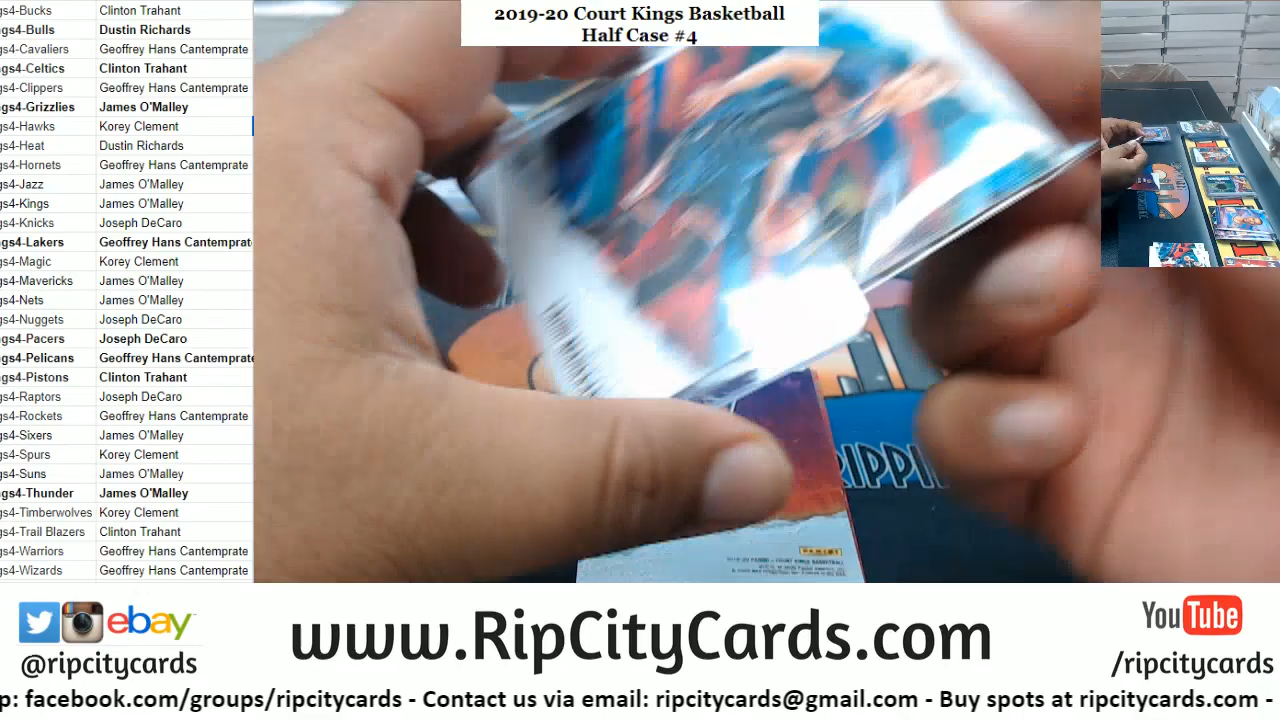 2019-20 Court Kings Basketball
Half Case #4
gs4-Bucks Clinton Trahant
gs4-Bulls Dustin Richards
gs4-Cavaliers Geoffrey Hans Cantemprate
gs4-Celtics Clinton Trahant
gs4-Clippers Geoffrey Hans Cantemprate
gs4-Grizzlies James O'Malley
gs4-Hawks Korey Clement
gs4-Heat Dustin Richards
gs4-Hornets Geoffrey Hans Cantemprate
gs4-Jazz James O'Malley
gs4-Kings James O'Malley
gs4-Knicks Joseph DeCaro
gs4-Lakers Geoffrey Hans Cantemprat
gs4-Magic Korey Clement
gs4-Mavericks James O'Malley
gs4-Nets James O'Malley
gs4-Nuggets Joseph DeCaro
gs4-Pacers Joseph DeCaro
gs4-Pelicans Geoffrey Hans Cantemprate
gs4-Pistons Clinton Trahant
gs4-Raptors Joseph DeCaro
gs4-Rockets Geoffrey Hans Cantemprate
gs4-Sixers James O'Malley
gs4-Spurs Korey Clement
gs4-Suns James O'Malley
gs4-Thunder James O'Malley
gs4-Timberwolves Korey Clement
gs4-Trail Blazers Clinton Trahant
gs4-Warriors Geoffrey Hans Cantemprate
gs4-Wizards Geoffrey Hans Cantemprate
RIPPI
PANINI
ebay
@ripcitycards
www.RipCityCards.com
YouTube
/ripcitycards
p: facebook.com/groups/ripcitycards - Contact us via email: ripcitycards@gmail.com - Buy spots at ripcitycards.com -